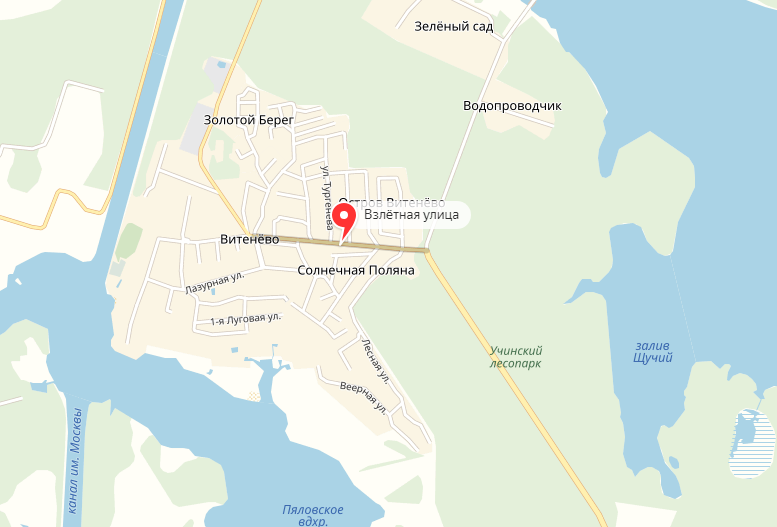 Зелёный сад
Водопроводчик
Золотой Берег
ул. Тургенева
Остров Витенёво
Взлётная улица
Витенёво
Солнечная Поляна
Лазурная ул.
1-я Луговая ул.
Лесная ул.
Веерная ул.
Учинский
лесопарк
залив
Щучий
канал им. Москвы
Пяловское
вдхр.